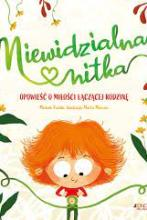 Niewidzialna
nitka
OPOWIEŚĆ O MIŁOŚCI ŁĄCZĄCEJ RODZINĘ